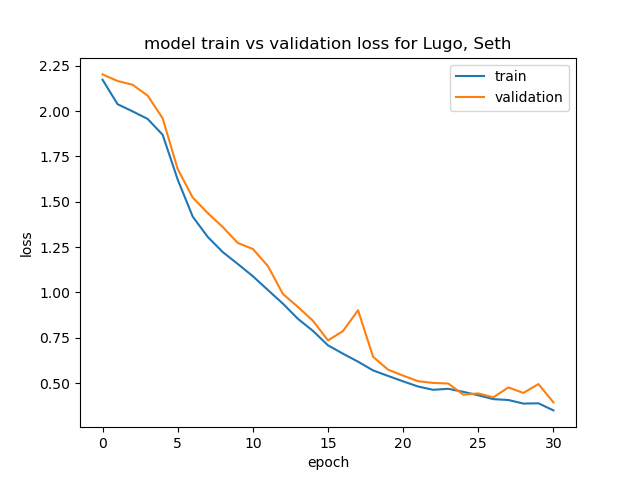 model train vs validation loss for Lugo, Seth
train
validation
2.25
2.00
1.75
1.50
1.25
1.00
0.75
0.50
loss
0 5 10 15 20 25 30
epoch